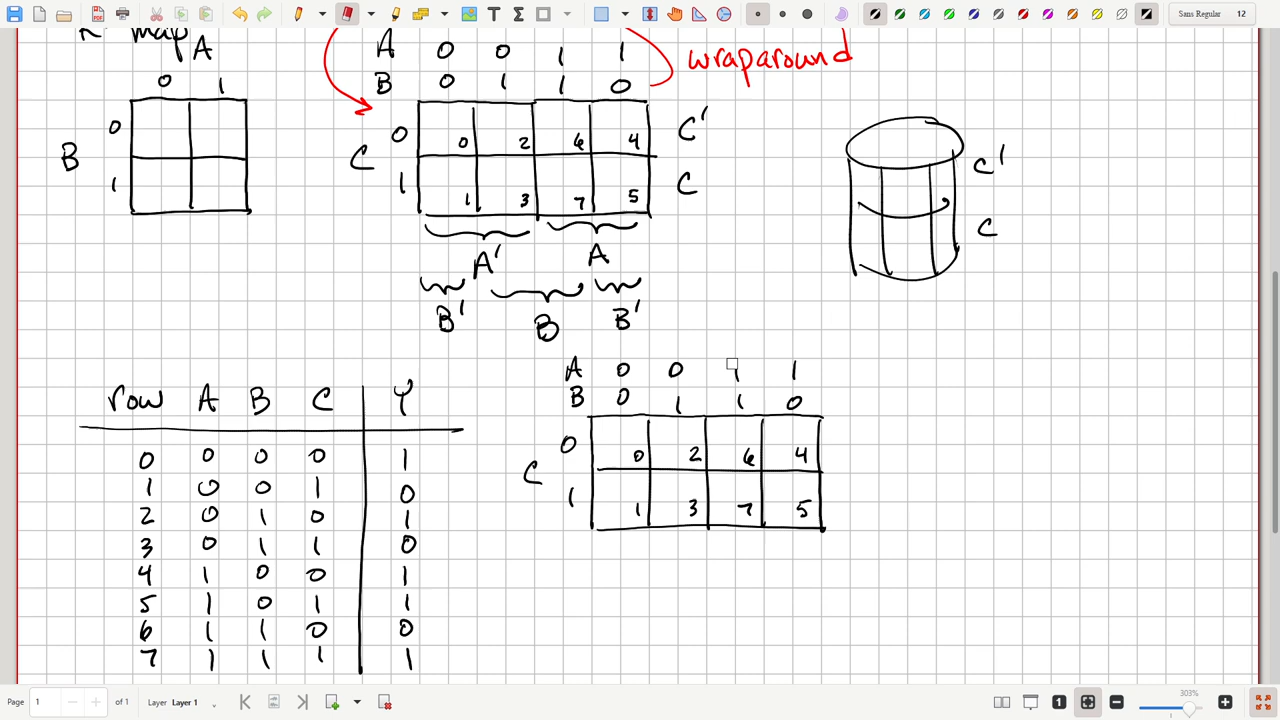 Sans Regular 12
K-map
A
0 1
B
0
1
A 0 0 1 1
B 0 1 1 0
wraparound
C
0
0 2 6 4
C'
1
1 3 7 5
C
A' A
B' B B'
C'
C
row A B C Y
0 0 0 0 1
1 0 0 1 0
2 0 1 0 1
3 0 1 1 0
4 1 0 0 1
5 1 0 1 1
6 1 1 0 0
7 1 1 1 1
A 0 0 1 1
B 0 1 1 0
C
0
0 2 6 4
1
1 3 7 5
Page 1 of 1 Layer Layer 1 303%